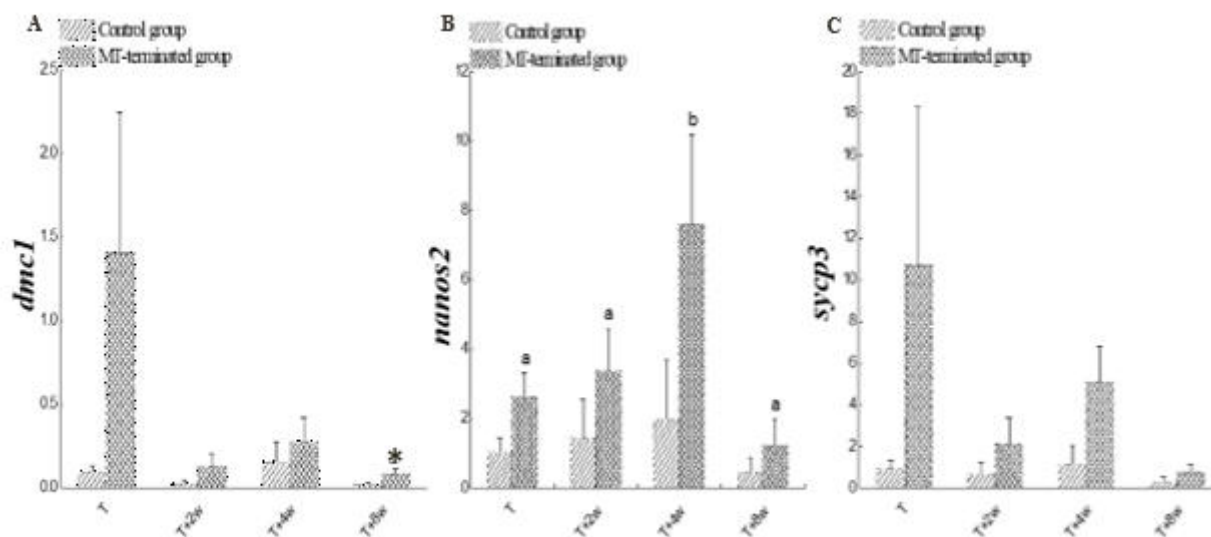 A
Control group
MT-terminated group
2.5
2.0
1.5
1.0
0.5
0.0
dmc1
*
T
T+2w
T+4w
T+8w
B
Control group
MT-terminated group
12
10
8
6
4
2
0
nanos2
a
a
b
a
T
T+2w
T+4w
T+8w
C
Control group
MT-terminated group
20
18
16
14
12
10
8
6
4
2
0
sycp3
T
T+2w
T+4w
T+8w